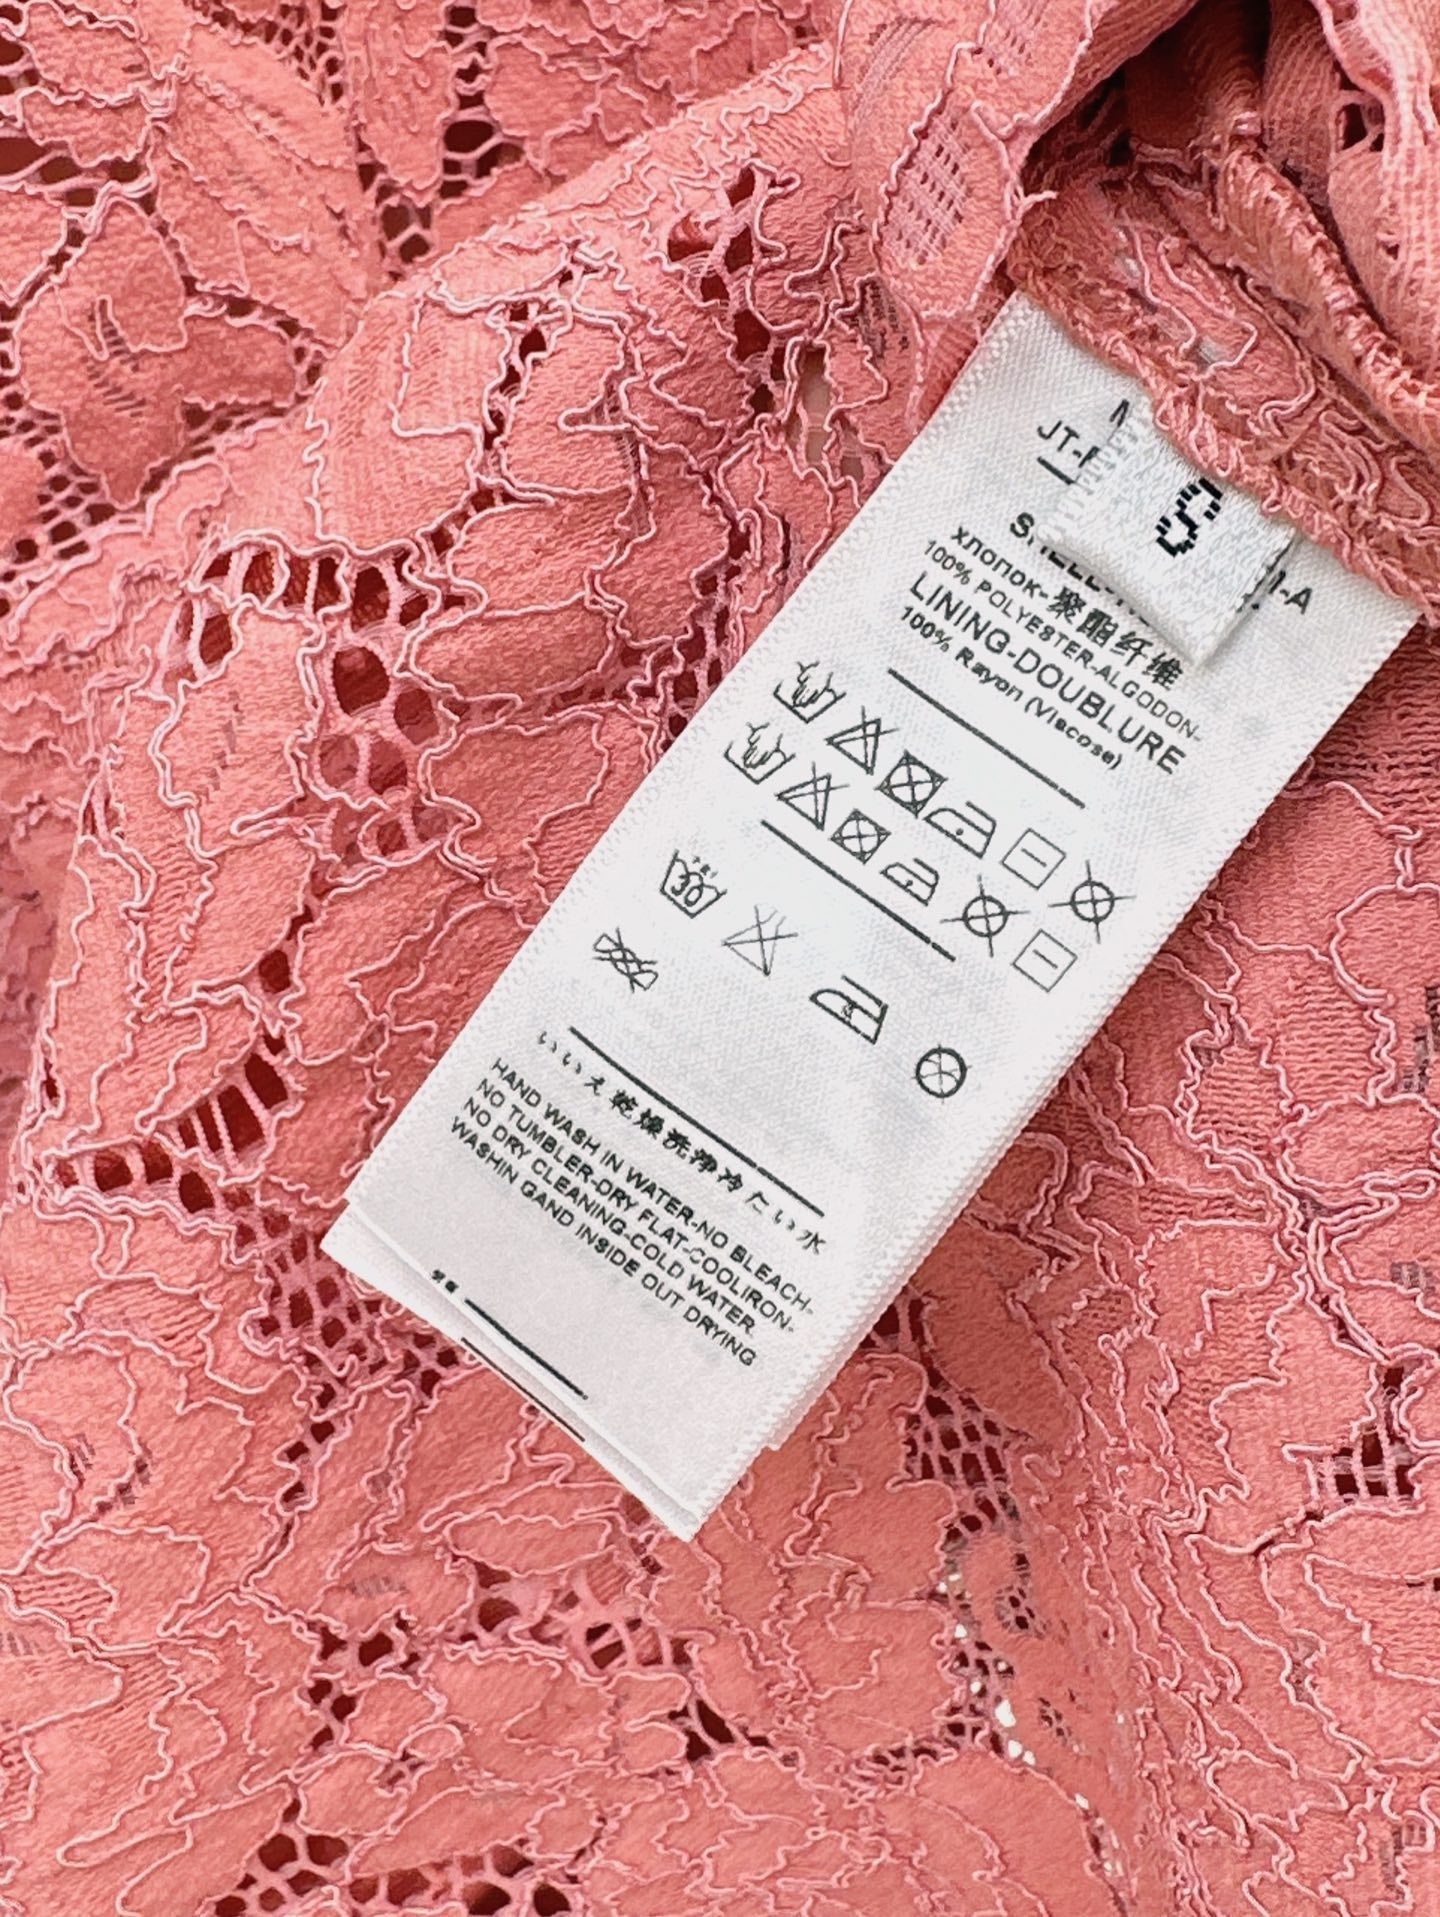 S
хлопок-聚酯纤维
100% POLYESTER-ALGODON-
LINING-DOUBLURE
100% Rayon (Viscose)
30
いいえ乾燥洗浄冷たい水
HAND WASH IN WATER-NO BLEACH-
NO TUMBLER-DRY FLAT-COOLIRON-
NO DRY CLEANING-COLD WATER
WASHIN GAND INSIDE OUT DRYING